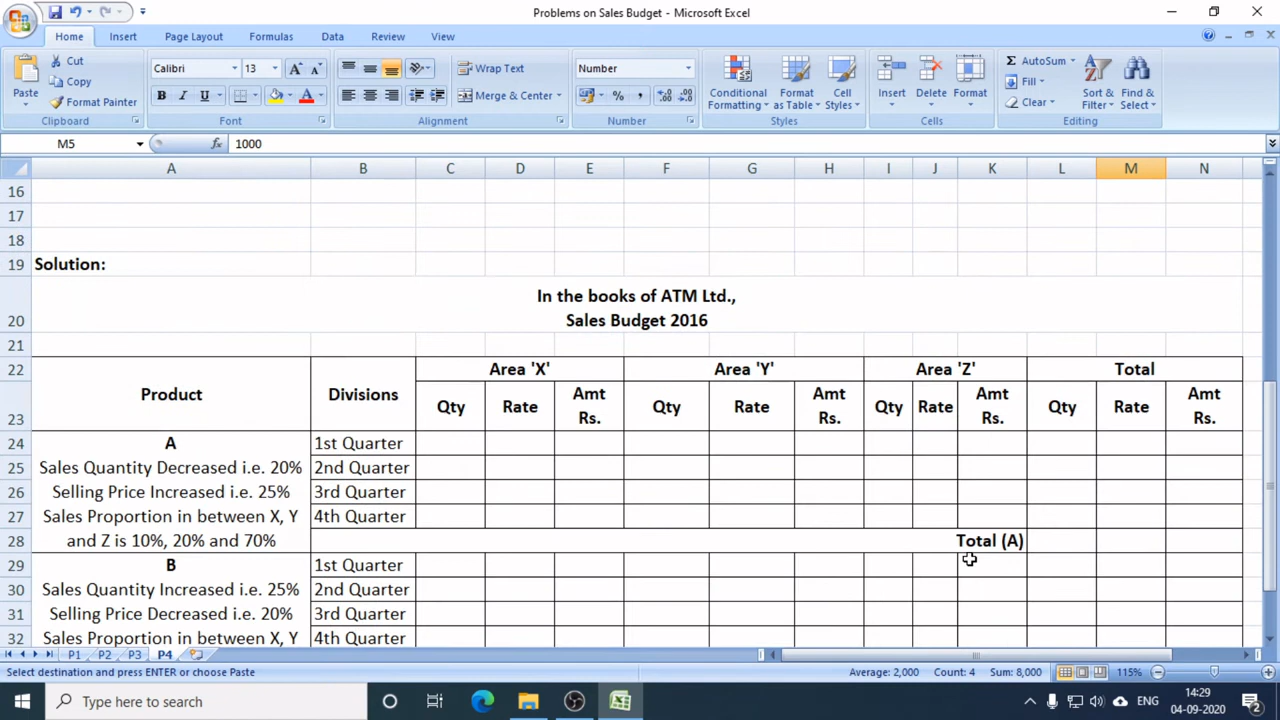 Problems on Sales Budget - Microsoft Excel
Home Insert Page Layout Formulas Data Review View
Paste Cut Copy Format Painter Clipboard
Calibri 13 A A B I U A Font
Wrap Text Merge & Center Alignment
Number % , Number
Conditional Formatting Format as Table Cell Styles Styles
Insert Delete Format Cells
Σ AutoSum Fill Clear Sort & Filter Find & Select Editing
M5 fx 1000
A B C D E F G H I J K L M N
16
17
18
19 Solution:
In the books of ATM Ltd.,
20 Sales Budget 2016
21
22 Product Divisions Area 'X' Area 'Y' Area 'Z' Total
23 Qty Rate Amt Rs. Qty Rate Amt Rs. Qty Rate Amt Rs. Qty Rate Amt Rs.
24 A 1st Quarter
25 Sales Quantity Decreased i.e. 20% 2nd Quarter
26 Selling Price Increased i.e. 25% 3rd Quarter
27 Sales Proportion in between X, Y 4th Quarter
28 and Z is 10%, 20% and 70% Total (A)
29 B 1st Quarter
30 Sales Quantity Increased i.e. 25% 2nd Quarter
31 Selling Price Decreased i.e. 20% 3rd Quarter
32 Sales Proportion in between X, Y 4th Quarter
P1 P2 P3 P4
Select destination and press ENTER or choose Paste Average: 2,000 Count: 4 Sum: 8,000 115%
Type here to search ENG 14:29
04-09-2020 2